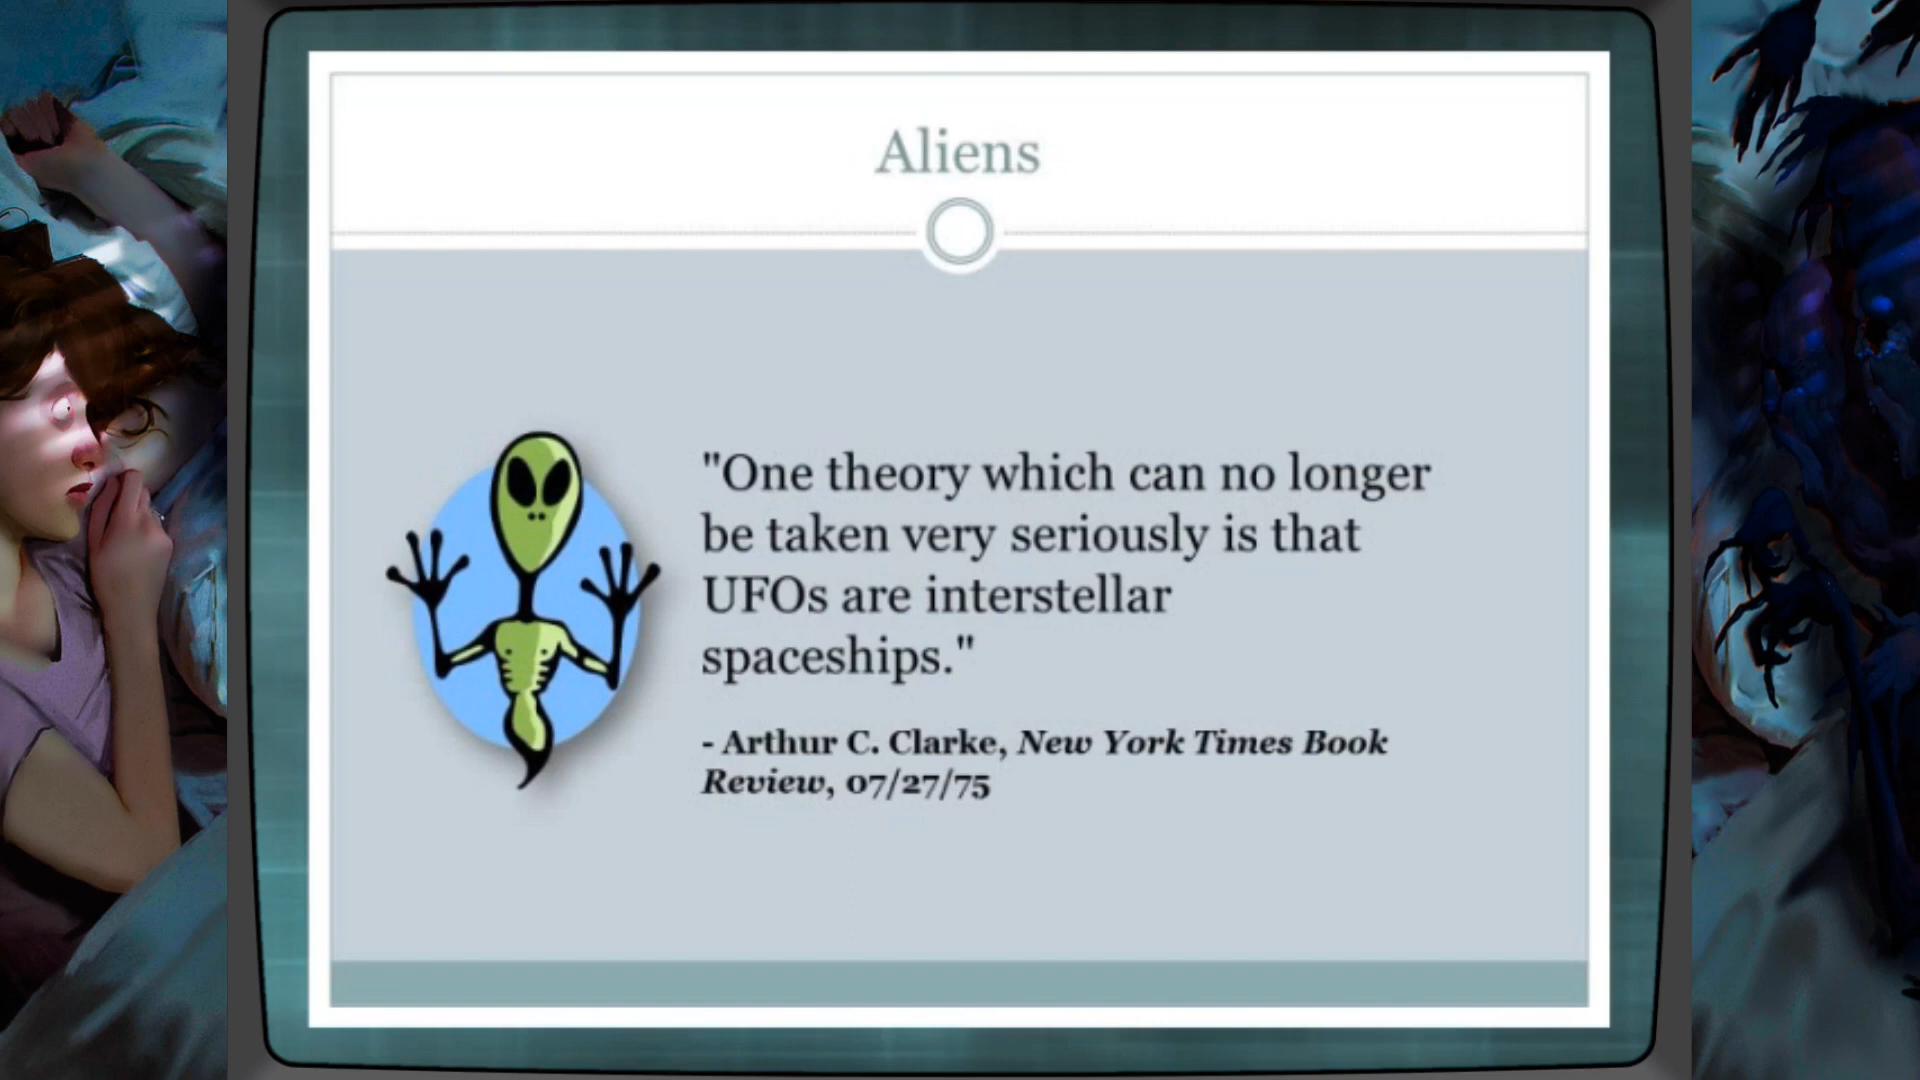 Aliens
"One theory which can no longer
be taken very seriously is that
UFOs are interstellar
spaceships."
- Arthur C. Clarke, New York Times Book
Review, 07/27/75